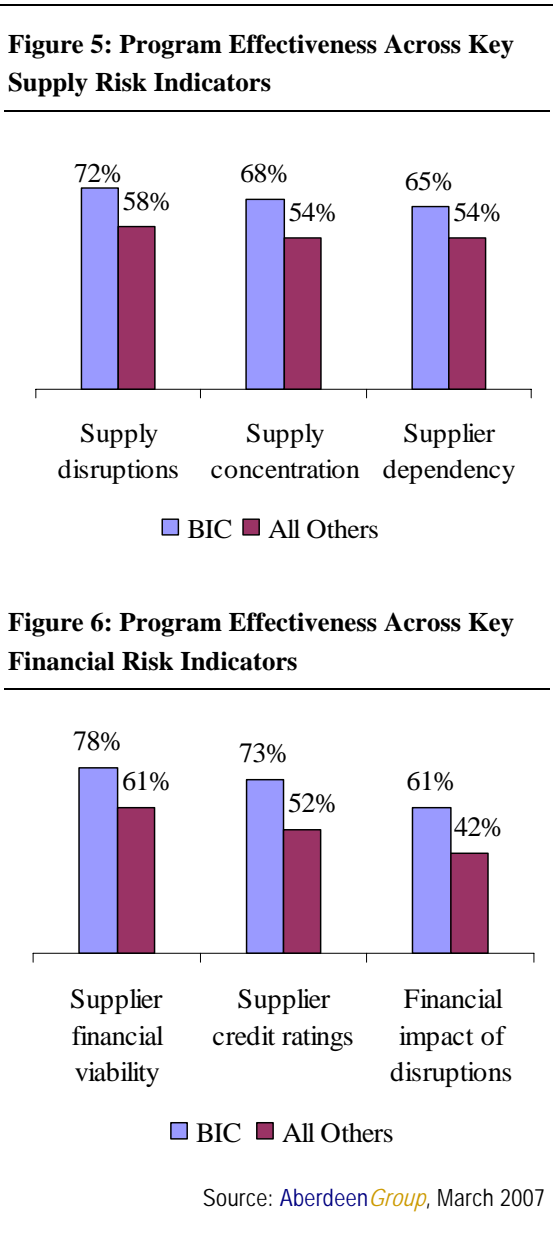 Figure 5: Program Effectiveness Across Key
Supply Risk Indicators
72%
58%
68%
54%
65%
54%
Supply
disruptions
Supply
concentration
Supplier
dependency
BIC All Others
Figure 6: Program Effectiveness Across Key
Financial Risk Indicators
78%
61%
73%
52%
61%
42%
Supplier
financial
viability
Supplier
credit ratings
Financial
impact of
disruptions
BIC All Others
Source: AberdeenGroup, March 2007